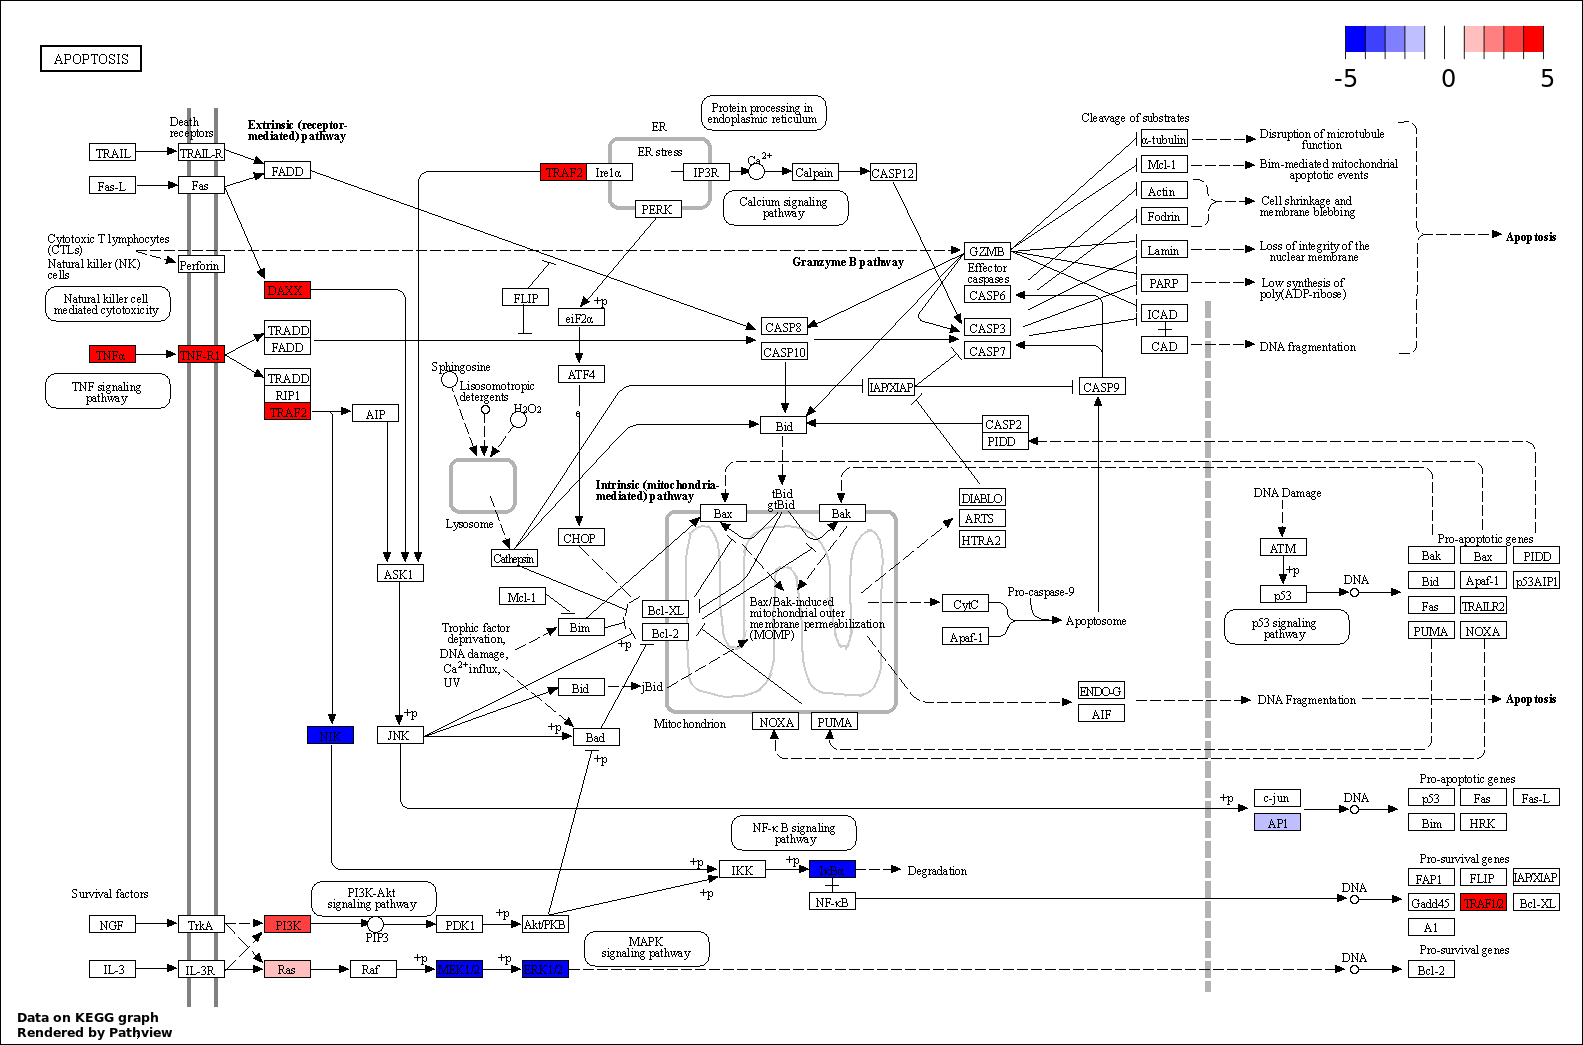 APOPTOSIS
-5
0
5
Death
receptors
Extrinsic (receptor-
mediated) pathway
TRAIL
TRAIL-R
FADD
Fas-L
Fas
Cytotoxic T lymphocytes
(CTLs)
Natural killer (NK)
cells
Perforin
Natural killer cell
mediated cytotoxicity
DAXX
TRADD
FADD
TNFα
TNF-R1
TNF signaling
pathway
TRADD
RIP1
TRAF2
AIP
ER
Protein processing in
endoplasmic reticulum
ER stress
TRAF2
Ire1α
IP3R
Ca2+
Calpain
CASP12
PERK
Calcium signaling
pathway
Granzyme B pathway
FLIP
+p
eiF2α
ATF4
e
CHOP
Sphingosine
Lisosomotropic
detergents
H2O2
Lysosome
Cathepsin
ASK1
GZMB
Effector
caspases
CASP6
CASP3
CASP7
CASP8
CASP10
IAP/XIAP
CASP9
Bid
CASP2
PIDD
Cleavage of substrates
α-tubulin
Disruption of microtubule
function
Mcl-1
Bim-mediated mitochondrial
apoptotic events
Actin
Fodrin
Cell shrinkage and
membrane blebbing
Lamin
Loss of integrity of the
nuclear membrane
PARP
Low synthesis of
poly(ADP-ribose)
ICAD
CAD
DNA fragmentation
Apoptosis
Intrinsic (mitochondria-
mediated) pathway
tBid
gtBid
Bax
Bak
DIABLO
ARTS
HTRA2
Mcl-1
Bim
Bcl-XL
Bcl-2
+p
Bax/Bak-induced
mitochondrial outer
membrane permeabilization
(MOMP)
Trophic factor
deprivation,
DNA damage,
Ca2+ influx,
UV
Bid
jBid
Bad
+p
+p
Mitochondrion
NOXA
PUMA
CytC
Apaf-1
Pro-caspase-9
Apoptosome
ENDO-G
AIF
DNA Damage
ATM
+p
p53
DNA
p53 signaling
pathway
Pro-apoptotic genes
Bak
Bax
PIDD
Bid
Apaf-1
p53AIP1
Fas
TRAILR2
PUMA
NOXA
DNA Fragmentation
Apoptosis
NIK
+p
JNK
+p
c-jun
AP1
DNA
Pro-apoptotic genes
p53
Fas
Fas-L
Bim
HRK
NF-κB signaling
pathway
+p
IKK
+p
IκBα
Degradation
+p
NF-κB
DNA
Pro-survival genes
FAP1
FLIP
IAP/XIAP
Gadd45
TRAF1/2
Bcl-XL
A1
Survival factors
PI3K-Akt
signaling pathway
NGF
TrkA
PI3K
PIP3
PDK1
+p
Akt/PKB
MAPK
signaling pathway
IL-3
IL-3R
Ras
Raf
+p
MEK1/2
+p
ERK1/2
DNA
Pro-survival genes
Bcl-2
Data on KEGG graph
Rendered by Pathview